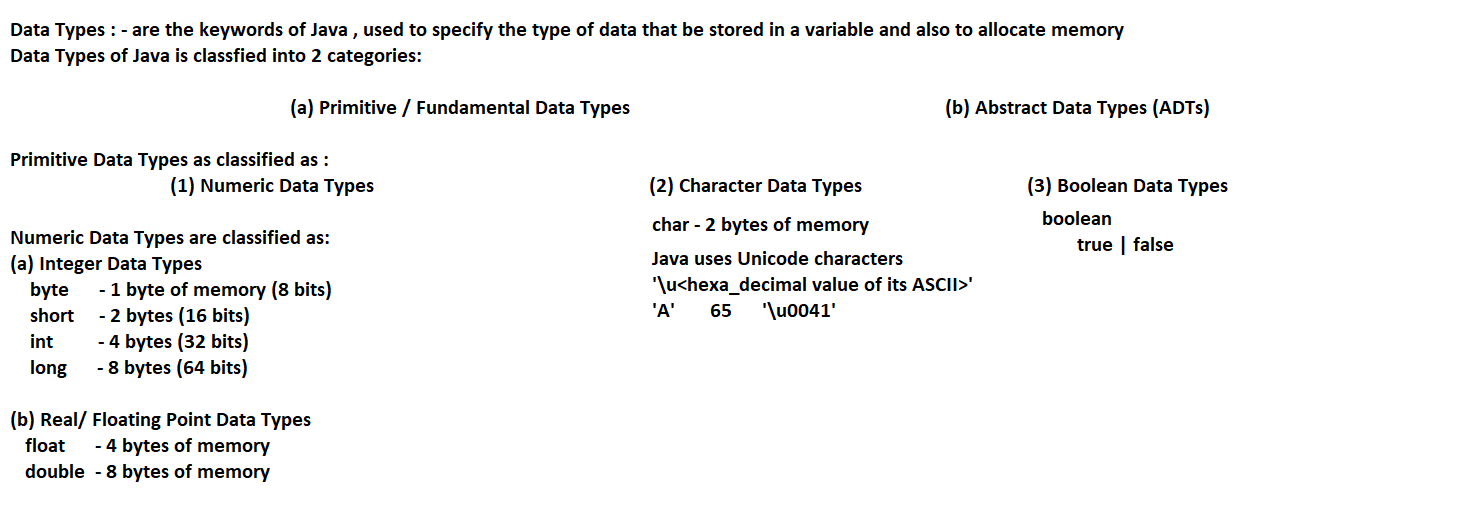 Data Types : - are the keywords of Java , used to specify the type of data that be stored in a variable and also to allocate memory
Data Types of Java is classfied into 2 categories:
(a) Primitive / Fundamental Data Types (b) Abstract Data Types (ADTs)
Primitive Data Types as classified as :
(1) Numeric Data Types (2) Character Data Types (3) Boolean Data Types
Numeric Data Types are classified as:
(a) Integer Data Types
byte - 1 byte of memory (8 bits)
short - 2 bytes (16 bits)
int - 4 bytes (32 bits)
long - 8 bytes (64 bits)
(b) Real/ Floating Point Data Types
float - 4 bytes of memory
double - 8 bytes of memory
char - 2 bytes of memory
Java uses Unicode characters
'\u<hexa_decimal value of its ASCII>'
'A' 65 '\u0041'
boolean
true | false